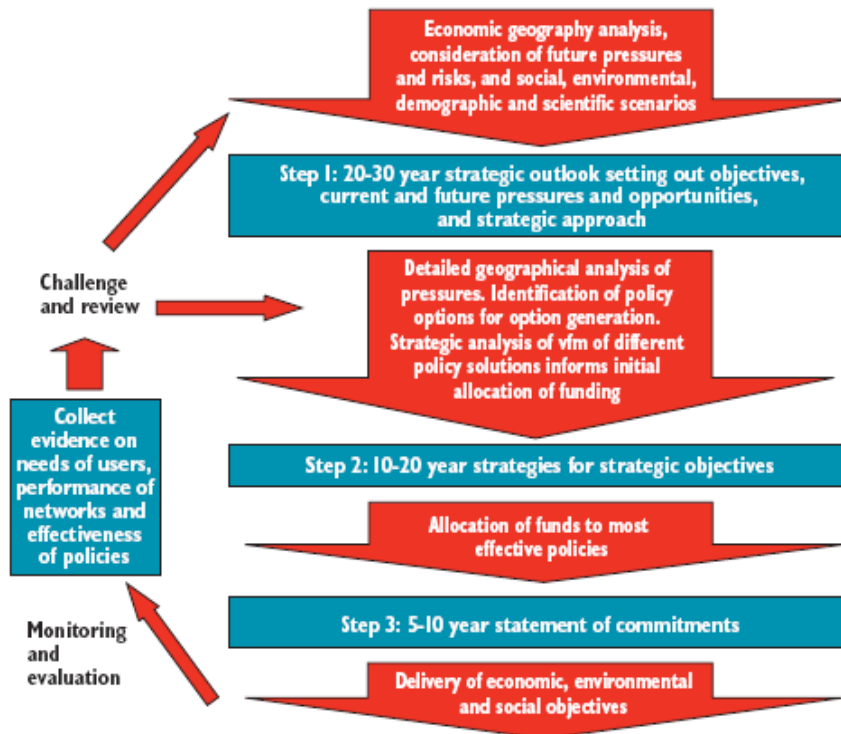 Economic geography analysis,
consideration of future pressures
and risks, and social, environmental,
demographic and scientific scenarios
Step 1: 20-30 year strategic outlook setting out objectives,
current and future pressures and opportunities,
and strategic approach
Challenge
and review
Detailed geographical analysis of
pressures. Identification of policy
options for option generation.
Strategic analysis of vfm of different
policy solutions informs initial
allocation of funding
Collect
evidence on
needs of users,
performance of
networks and
effectiveness
of policies
Step 2: 10-20 year strategies for strategic objectives
Allocation of funds to most
effective policies
Step 3: 5-10 year statement of commitments
Monitoring
and
evaluation
Delivery of economic, environmental
and social objectives